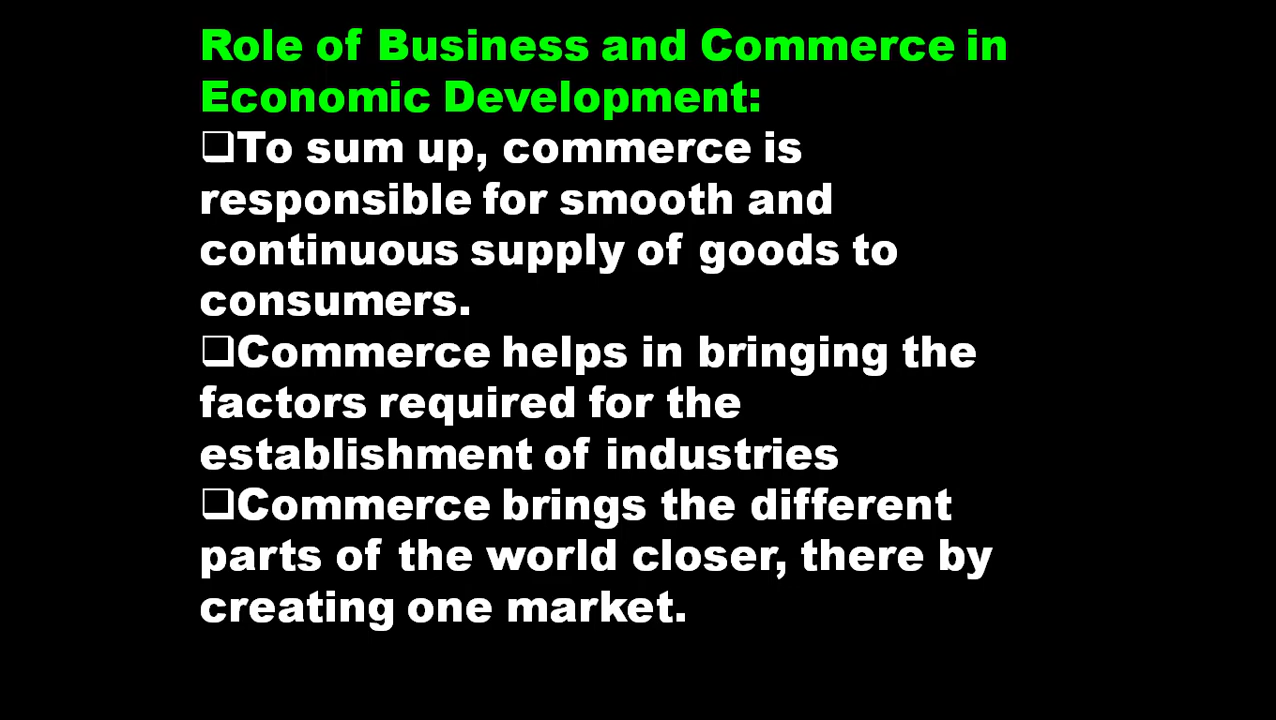 Role of Business and Commerce in
Economic Development:
❑To sum up, commerce is
responsible for smooth and
continuous supply of goods to
consumers.
❑Commerce helps in bringing the
factors required for the
establishment of industries
❑Commerce brings the different
parts of the world closer, there by
creating one market.